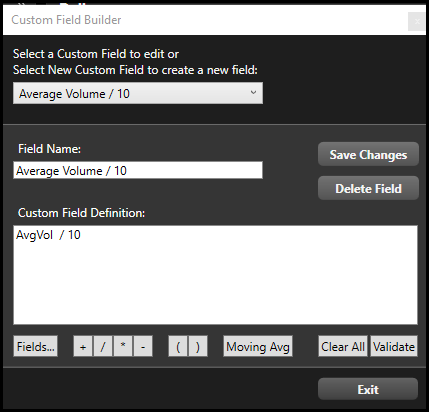 Custom Field Builder
x
Select a Custom Field to edit or
Select New Custom Field to create a new field:
Average Volume / 10
Field Name:
Save Changes
Average Volume / 10
Delete Field
Custom Field Definition:
AvgVol / 10
Fields... + / * - ( ) Moving Avg Clear All Validate
Exit